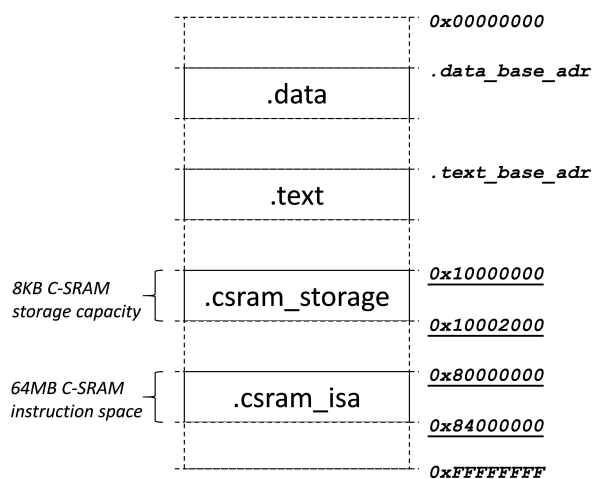 0x00000000
.data_base_adr
.data
.text_base_adr
.text
0x10000000
8KB C-SRAM
storage capacity
.csram_storage
0x10002000
0x80000000
64MB C-SRAM
instruction space
.csram_isa
0x84000000
0xFFFFFFFF